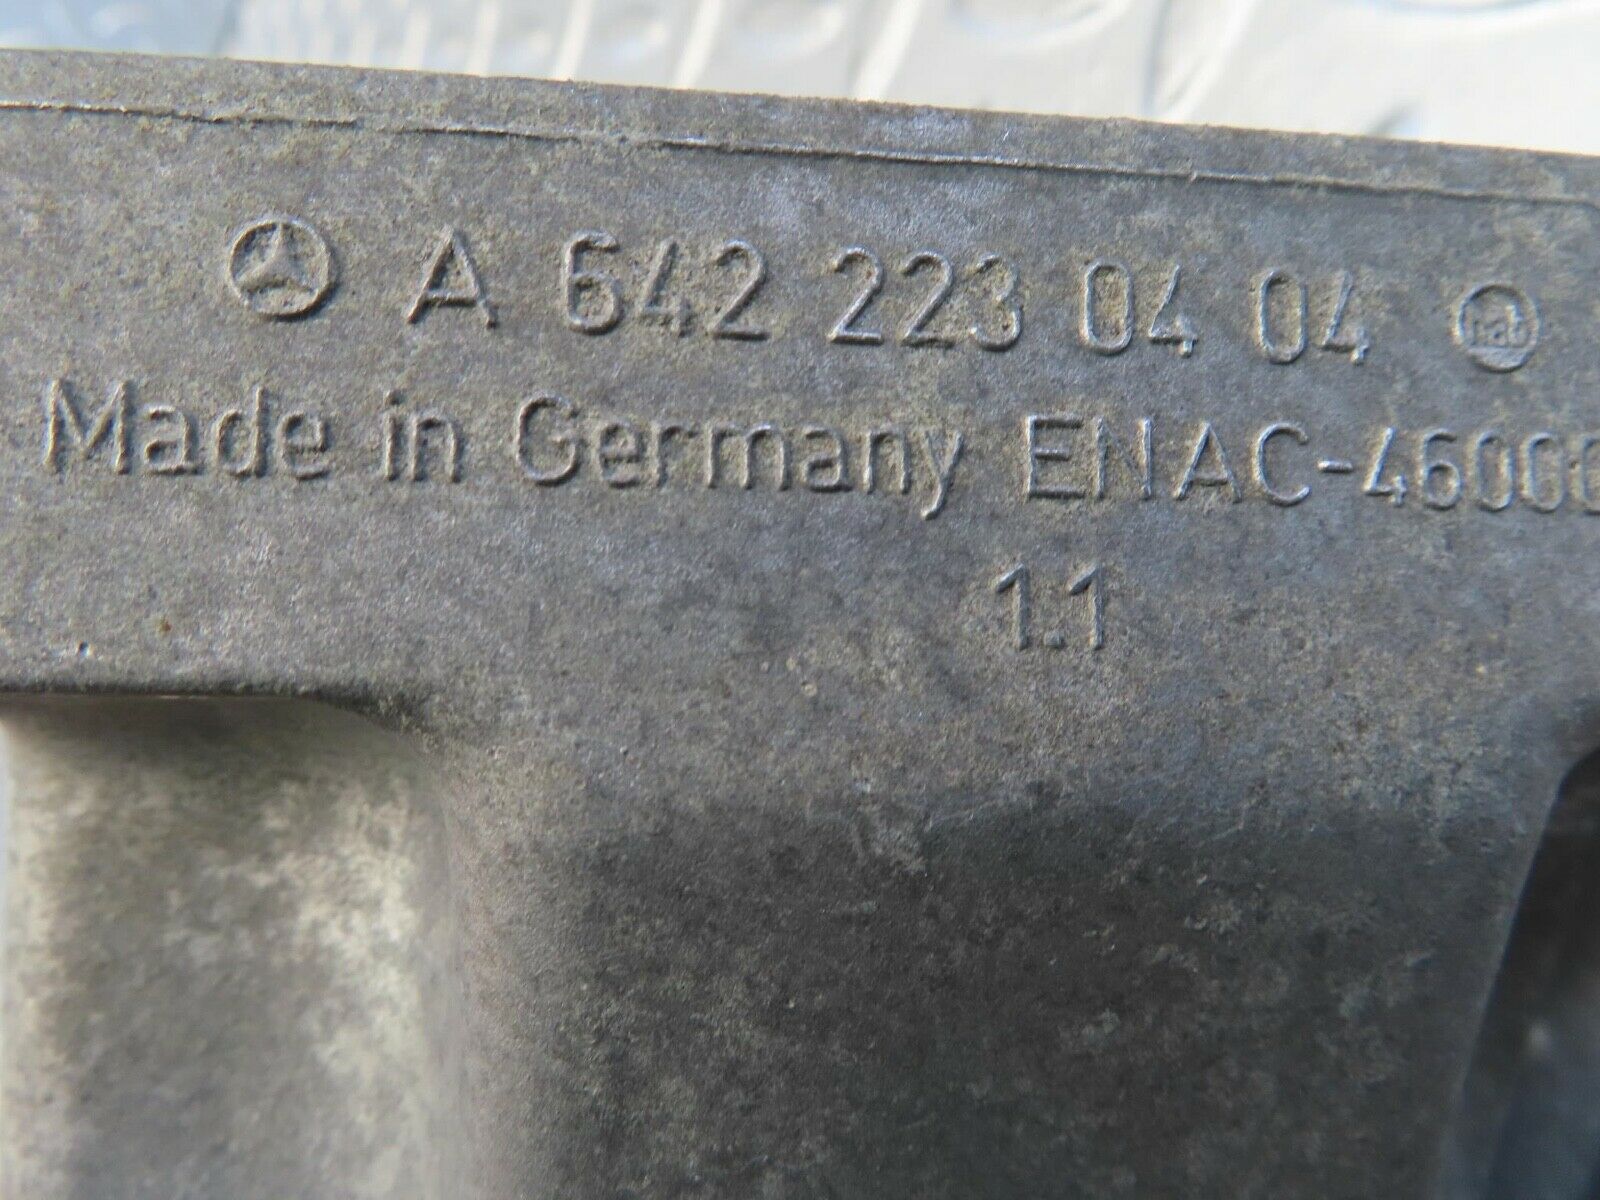 A 642 223 04 04
Made in Germany ENAC-46000
1.1